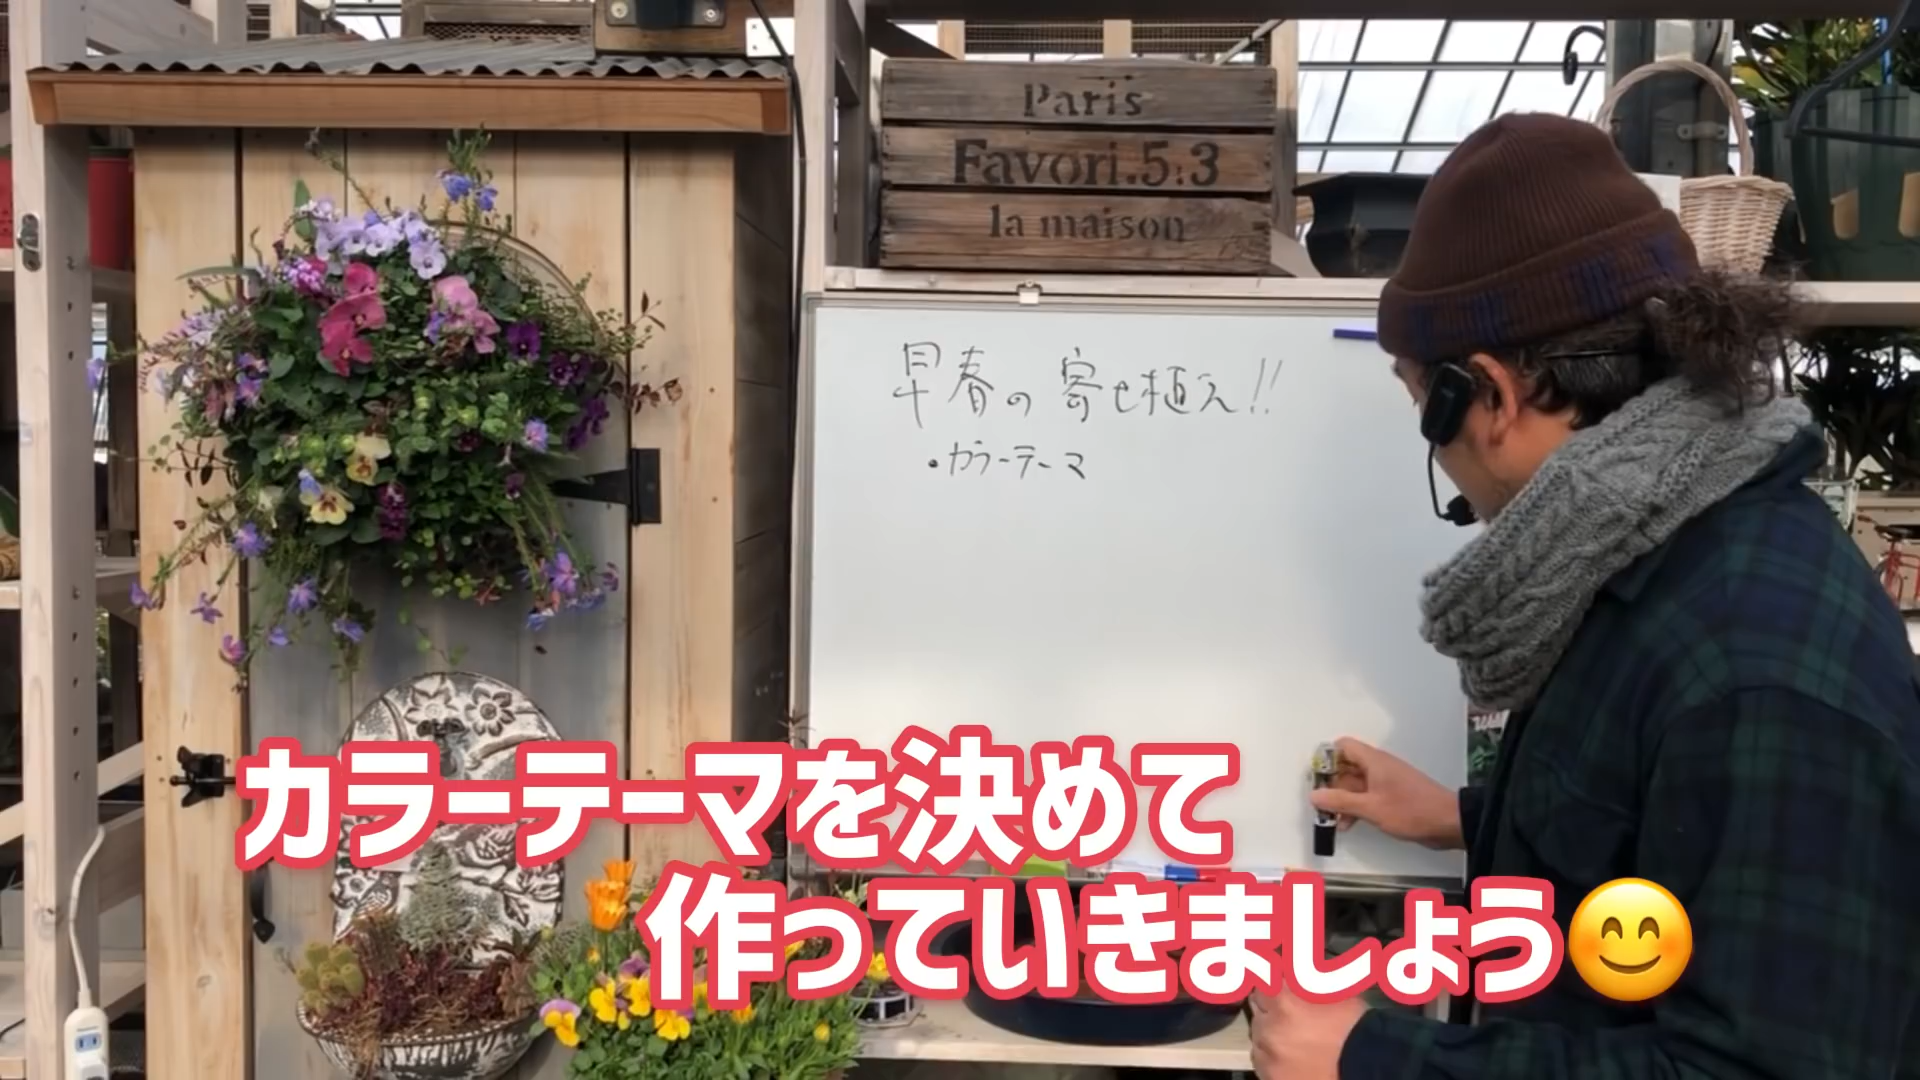 Paris
Favori.5.3
la maison
早春の寄せ植え!!
・カラーテーマ
カラーテーマを決めて
作っていきましょう😊